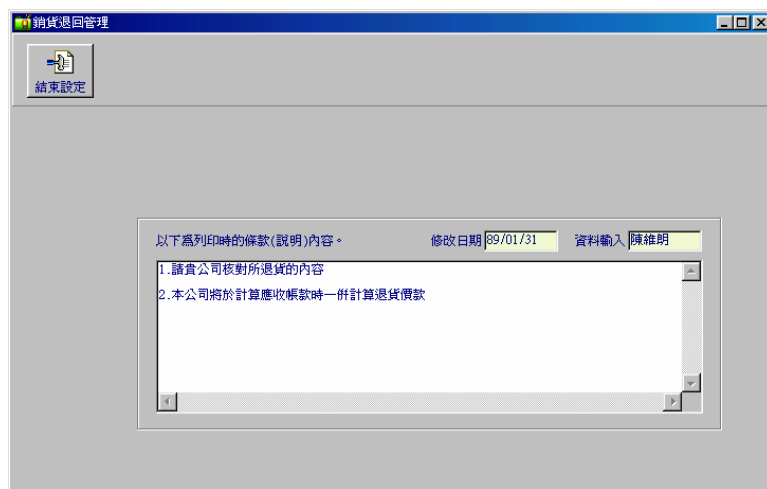 銷貨退回管理
結束設定
以下為列印時的條款(說明)內容。 修改日期 89/01/31 資料輸入 陳維朗
1.請貴公司核對所退貨的內容
2.本公司將於計算應收帳款時一併計算退貨價款